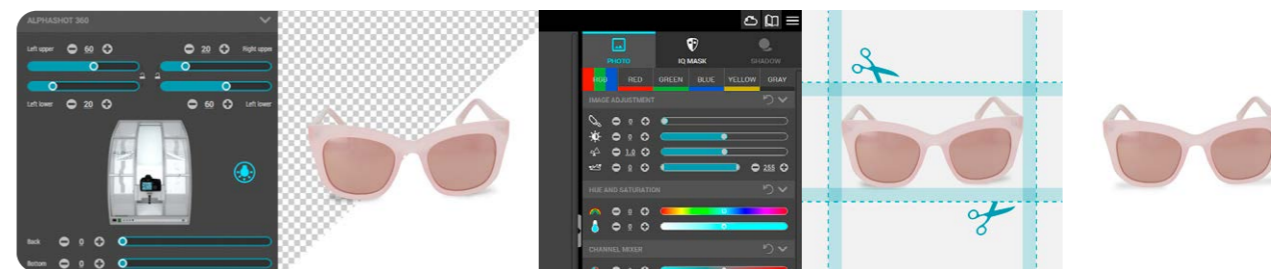 ALPHASHOT 360
Left upper 60 20 Right uppe
Left lower 20 60 Left lower
Back 0
Bottom 0
PHOTO IQ MASK SHADOW
RGB RED GREEN BLUE YELLOW GRAY
IMAGE ADJUSTMENT
0
0
1.0
0 255
HUE AND SATURATION
0
0
CHANNEL MIXER